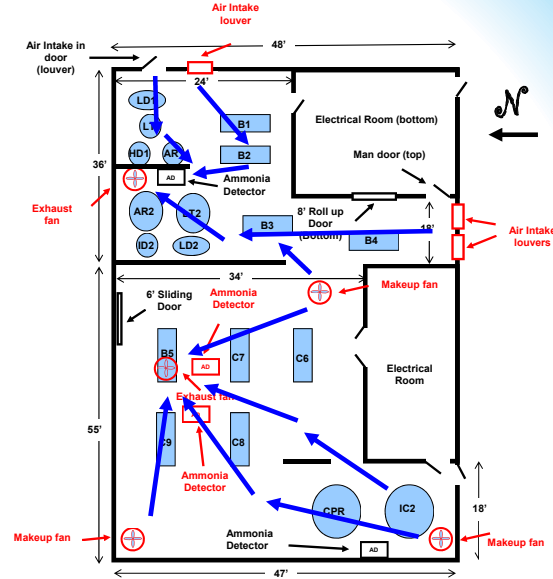 Air Intake
louver
Air Intake in
door
(louver)
48’
24’
N
LD1
B1
LT
Electrical Room (bottom)
HD1
AR
B2
Man door (top)
36’
AD
Ammonia
Detector
AR2
LT2
8’ Roll up
Door
(Bottom)
Exhaust
fan
B3
18’
Air Intake
louvers
ID2
LD2
B4
34’
6’ Sliding
Door
Ammonia
Detector
Makeup fan
B5
AD
C7
C6
Electrical
Room
Exhaust fan
55’
C9
C8
Ammonia
Detector
CPR
IC2
18’
Makeup fan
Ammonia
Detector
AD
Makeup fan
47’